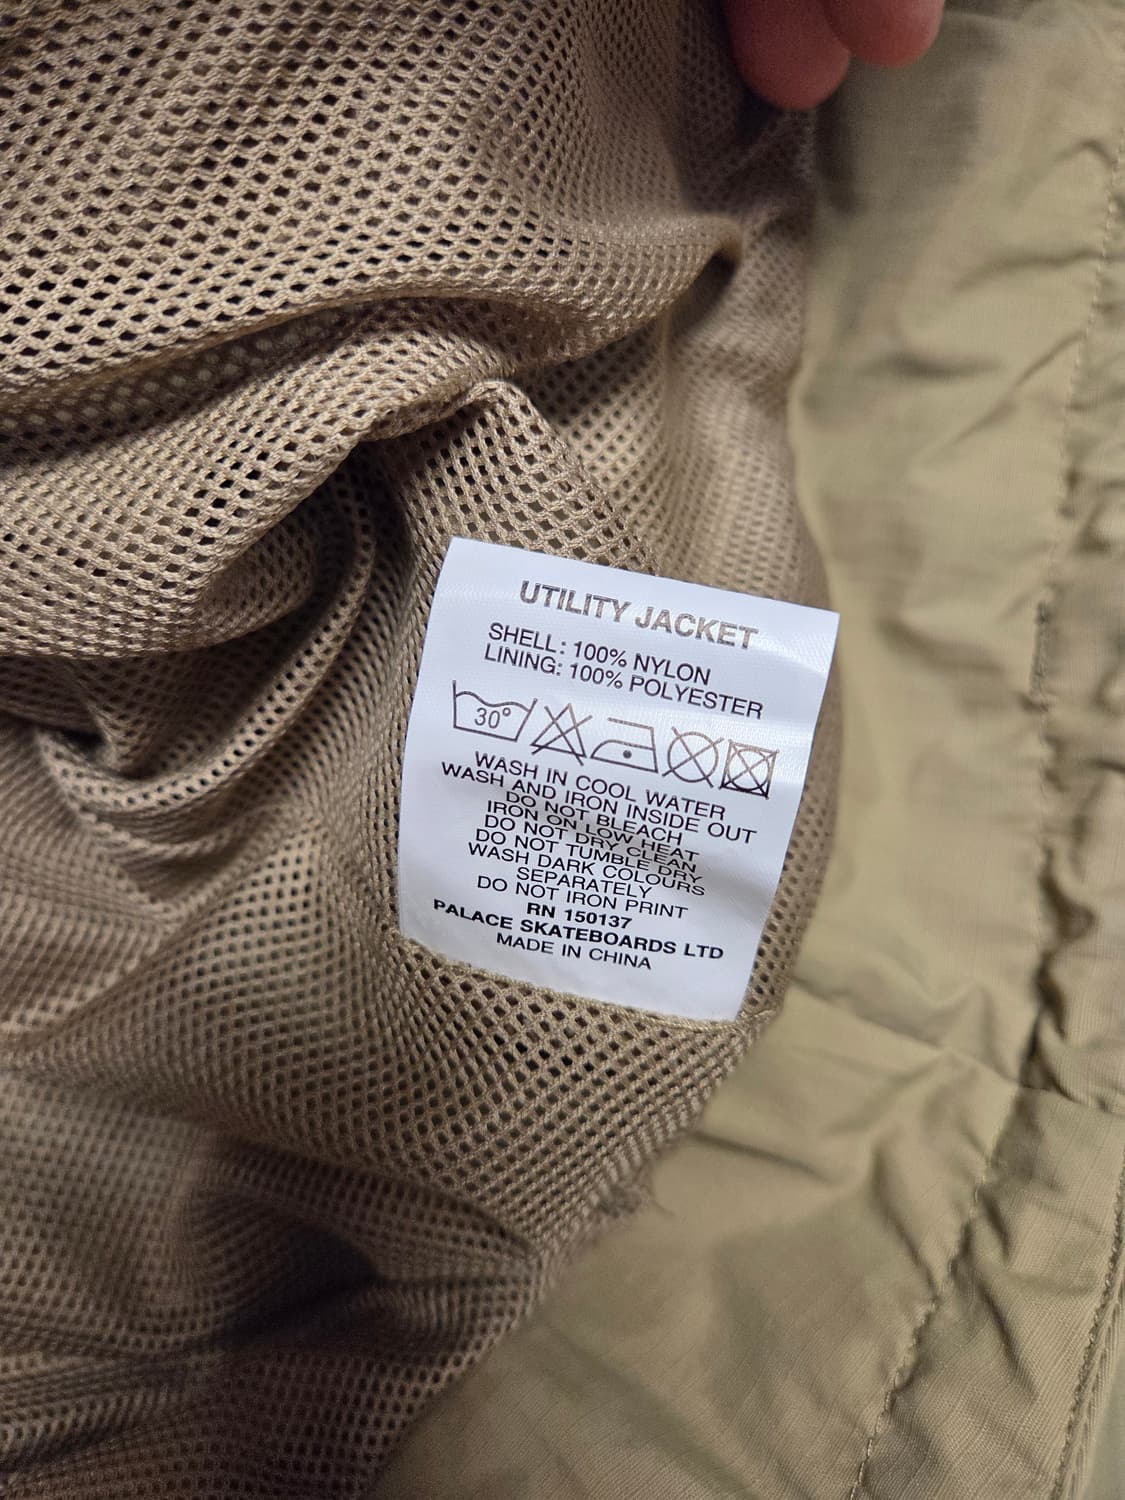 UTILITY JACKET
SHELL: 100% NYLON
LINING: 100% POLYESTER
30°
WASH IN COOL WATER
WASH AND IRON INSIDE OUT
DO NOT BLEACH
IRON ON LOW HEAT
DO NOT DRY CLEAN
DO NOT TUMBLE DRY
WASH DARK COLOURS
SEPARATELY
DO NOT IRON PRINT
RN 150137
PALACE SKATEBOARDS LTD
MADE IN CHINA